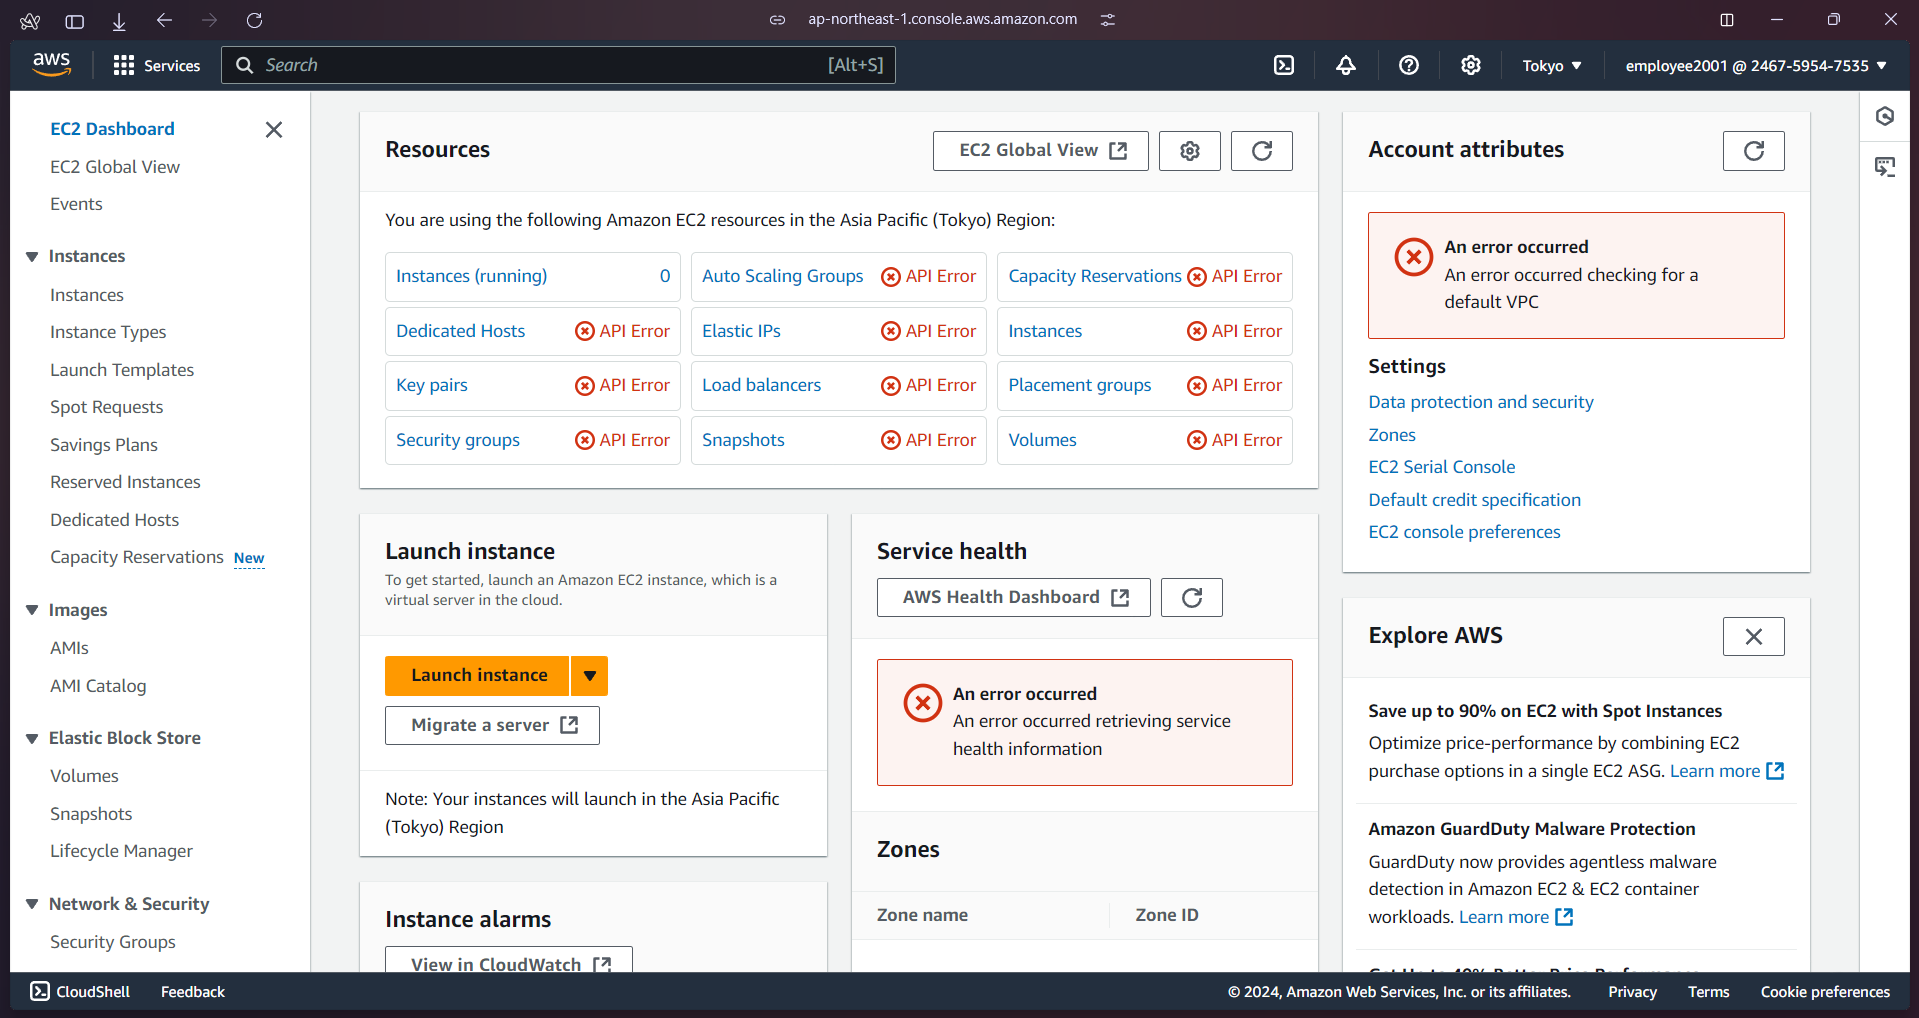 ap-northeast-1.console.aws.amazon.com
aws
Services
Search
[Alt+S]
Tokyo
employee2001 @ 2467-5954-7535
EC2 Dashboard
EC2 Global View
Events
Instances
Instances
Instance Types
Launch Templates
Spot Requests
Savings Plans
Reserved Instances
Dedicated Hosts
Capacity Reservations New
Images
AMIs
AMI Catalog
Elastic Block Store
Volumes
Snapshots
Lifecycle Manager
Network & Security
Security Groups
Resources
EC2 Global View
You are using the following Amazon EC2 resources in the Asia Pacific (Tokyo) Region:
Instances (running) 0
Auto Scaling Groups API Error
Capacity Reservations API Error
Dedicated Hosts API Error
Elastic IPs API Error
Instances API Error
Key pairs API Error
Load balancers API Error
Placement groups API Error
Security groups API Error
Snapshots API Error
Volumes API Error
Launch instance
To get started, launch an Amazon EC2 instance, which is a
virtual server in the cloud.
Launch instance
Migrate a server
Note: Your instances will launch in the Asia Pacific
(Tokyo) Region
Instance alarms
View in CloudWatch
Service health
AWS Health Dashboard
An error occurred
An error occurred retrieving service
health information
Zones
Zone name
Zone ID
Account attributes
An error occurred
An error occurred checking for a
default VPC
Settings
Data protection and security
Zones
EC2 Serial Console
Default credit specification
EC2 console preferences
Explore AWS
Save up to 90% on EC2 with Spot Instances
Optimize price-performance by combining EC2
purchase options in a single EC2 ASG. Learn more
Amazon GuardDuty Malware Protection
GuardDuty now provides agentless malware
detection in Amazon EC2 & EC2 container
workloads. Learn more
Get Up to 40% Better Price Performance
CloudShell
Feedback
© 2024, Amazon Web Services, Inc. or its affiliates.
Privacy
Terms
Cookie preferences